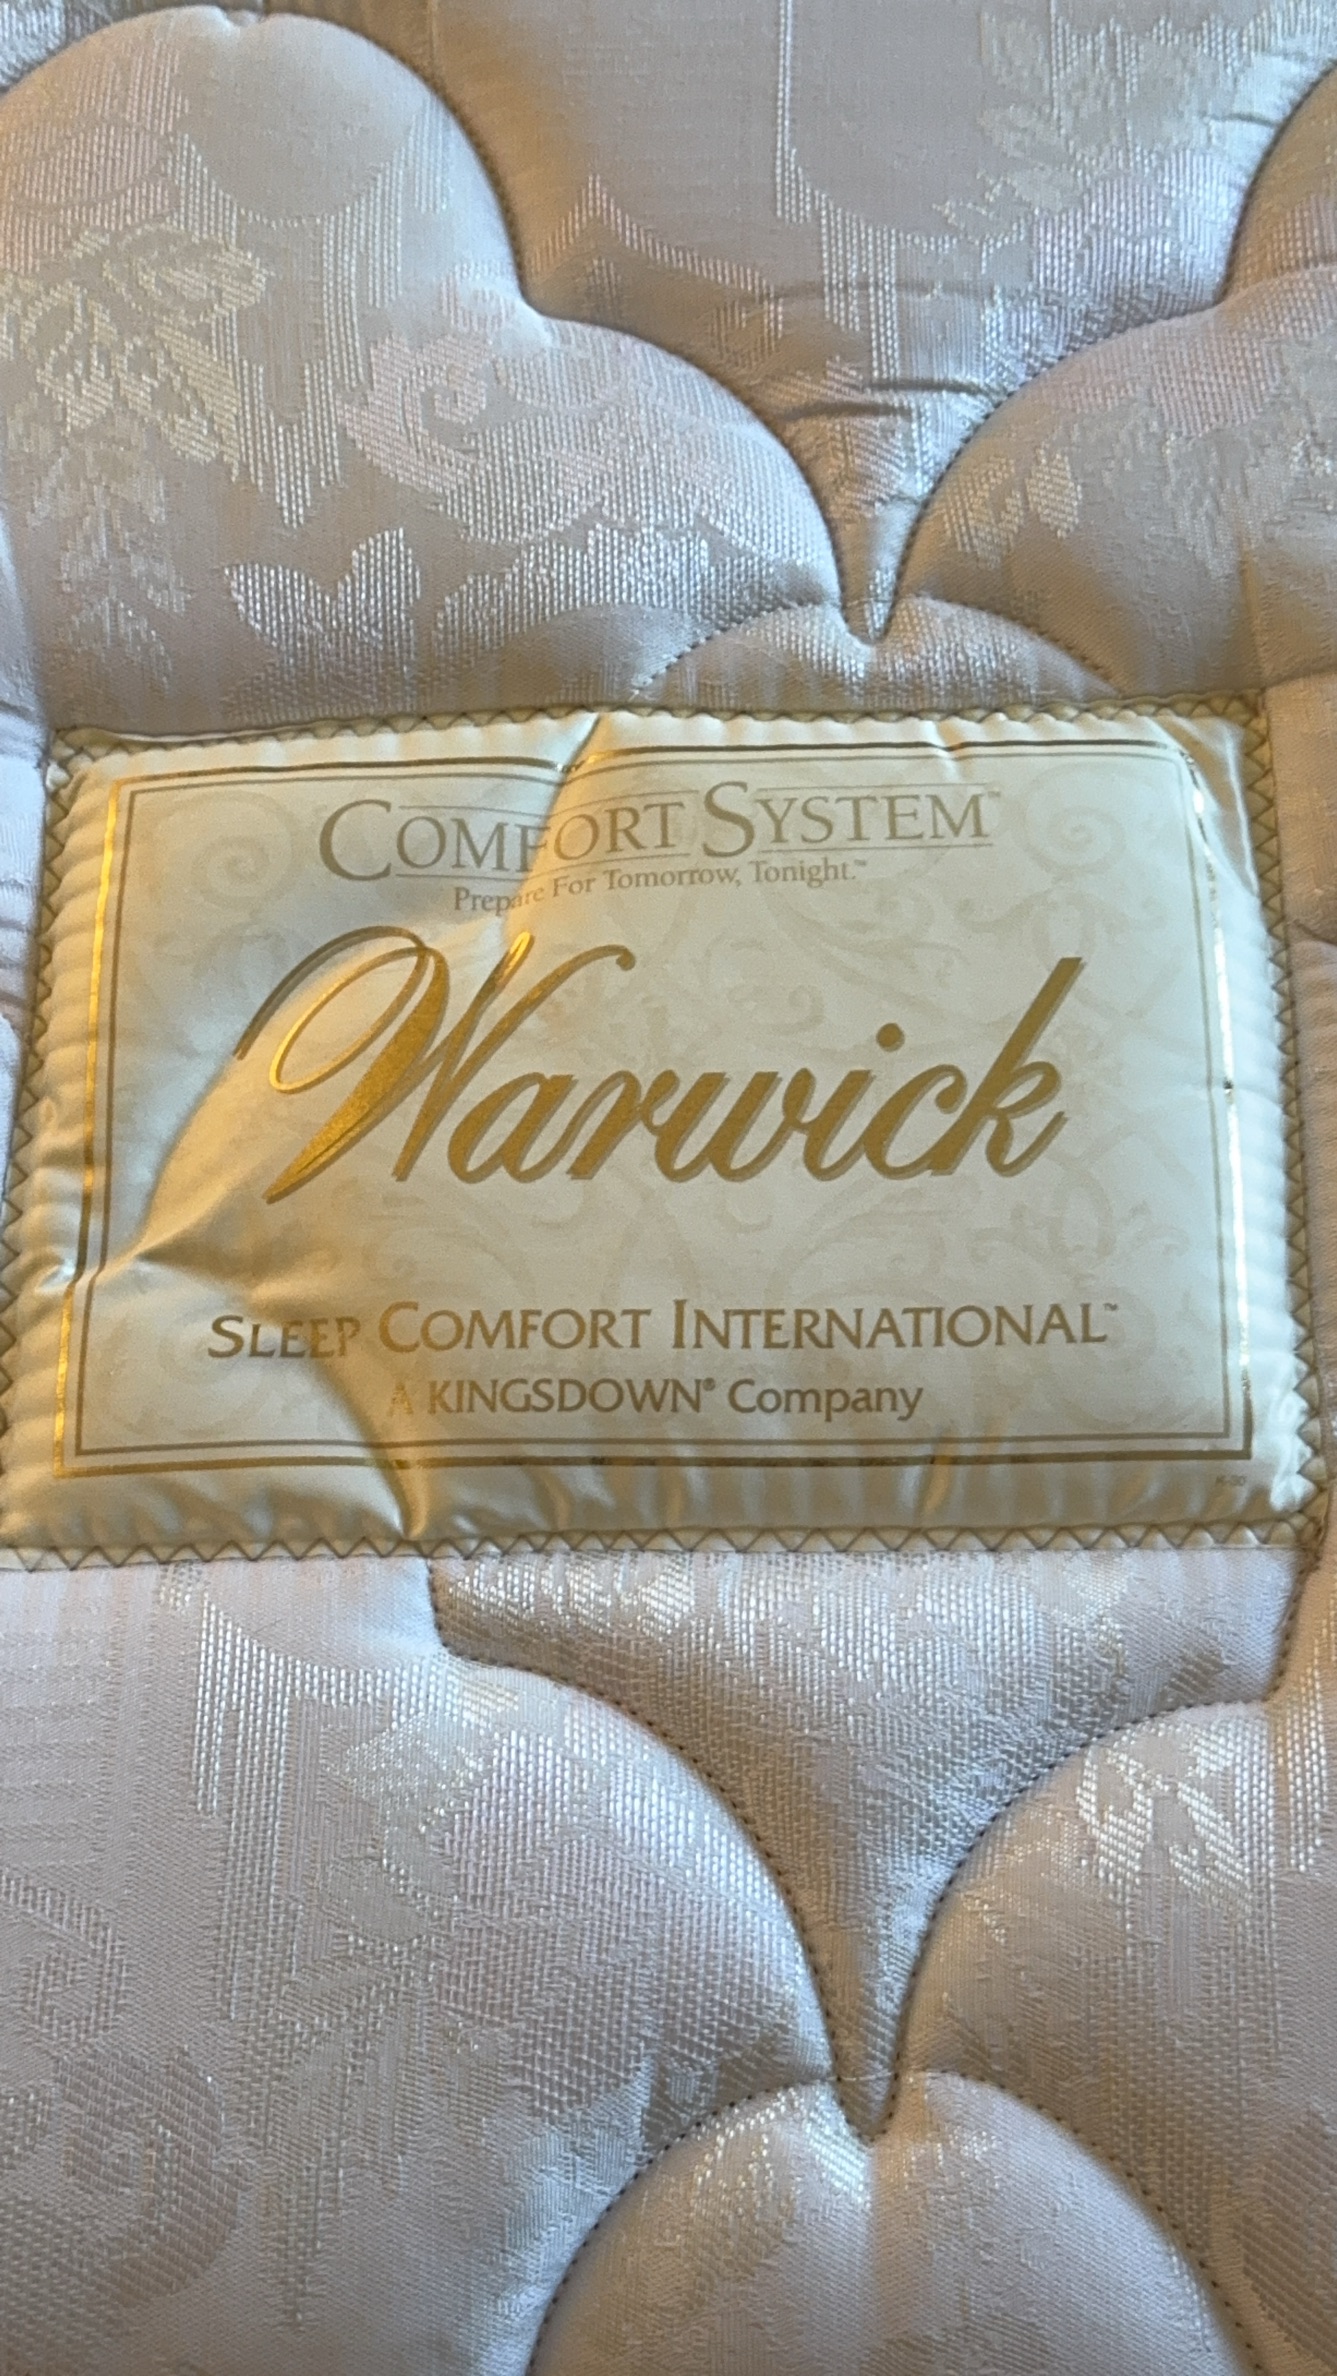 COMFORT SYSTEM™
Prepare For Tomorrow, Tonight.™
Warwick
SLEEP COMFORT INTERNATIONAL™
A KINGSDOWN® Company